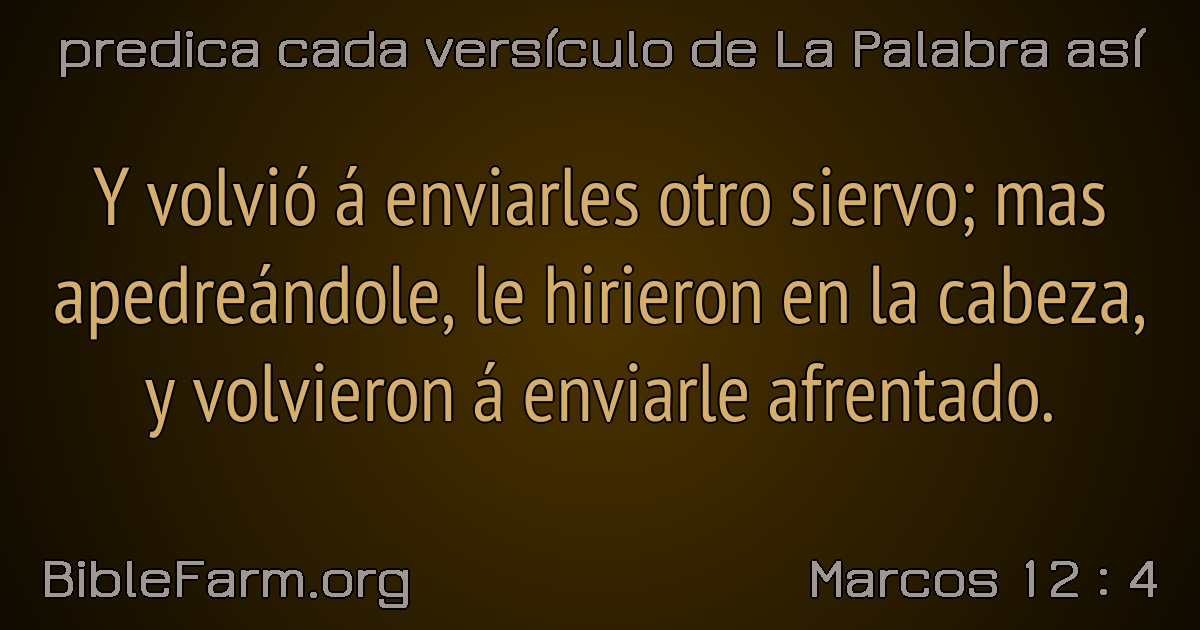 predica cada versículo de La Palabra así
Y volvió á enviarles otro siervo; mas
apedreándole, le hirieron en la cabeza,
y volvieron á enviarle afrentado.
BibleFarm.org
Marcos 12 : 4